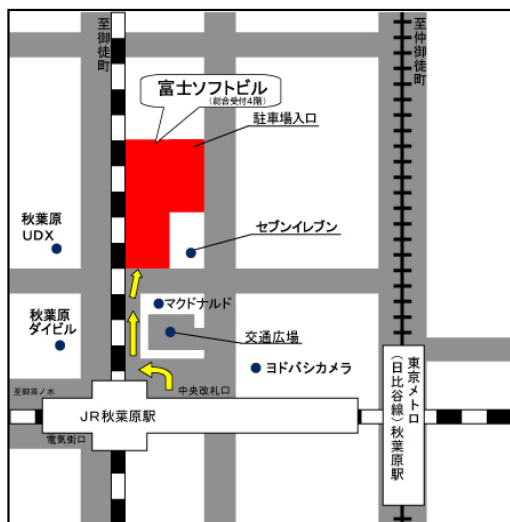 至御徒町
至仲御徒町
富士ソフトビル
（総合受付4階）
駐車場入口
秋葉原
UDX
セブンイレブン
マクドナルド
秋葉原
ダイビル
交通広場
ヨドバシカメラ
至御茶ノ水
中央改札口
JR秋葉原駅
電気街口
東京メトロ
（日比谷線）秋葉原駅